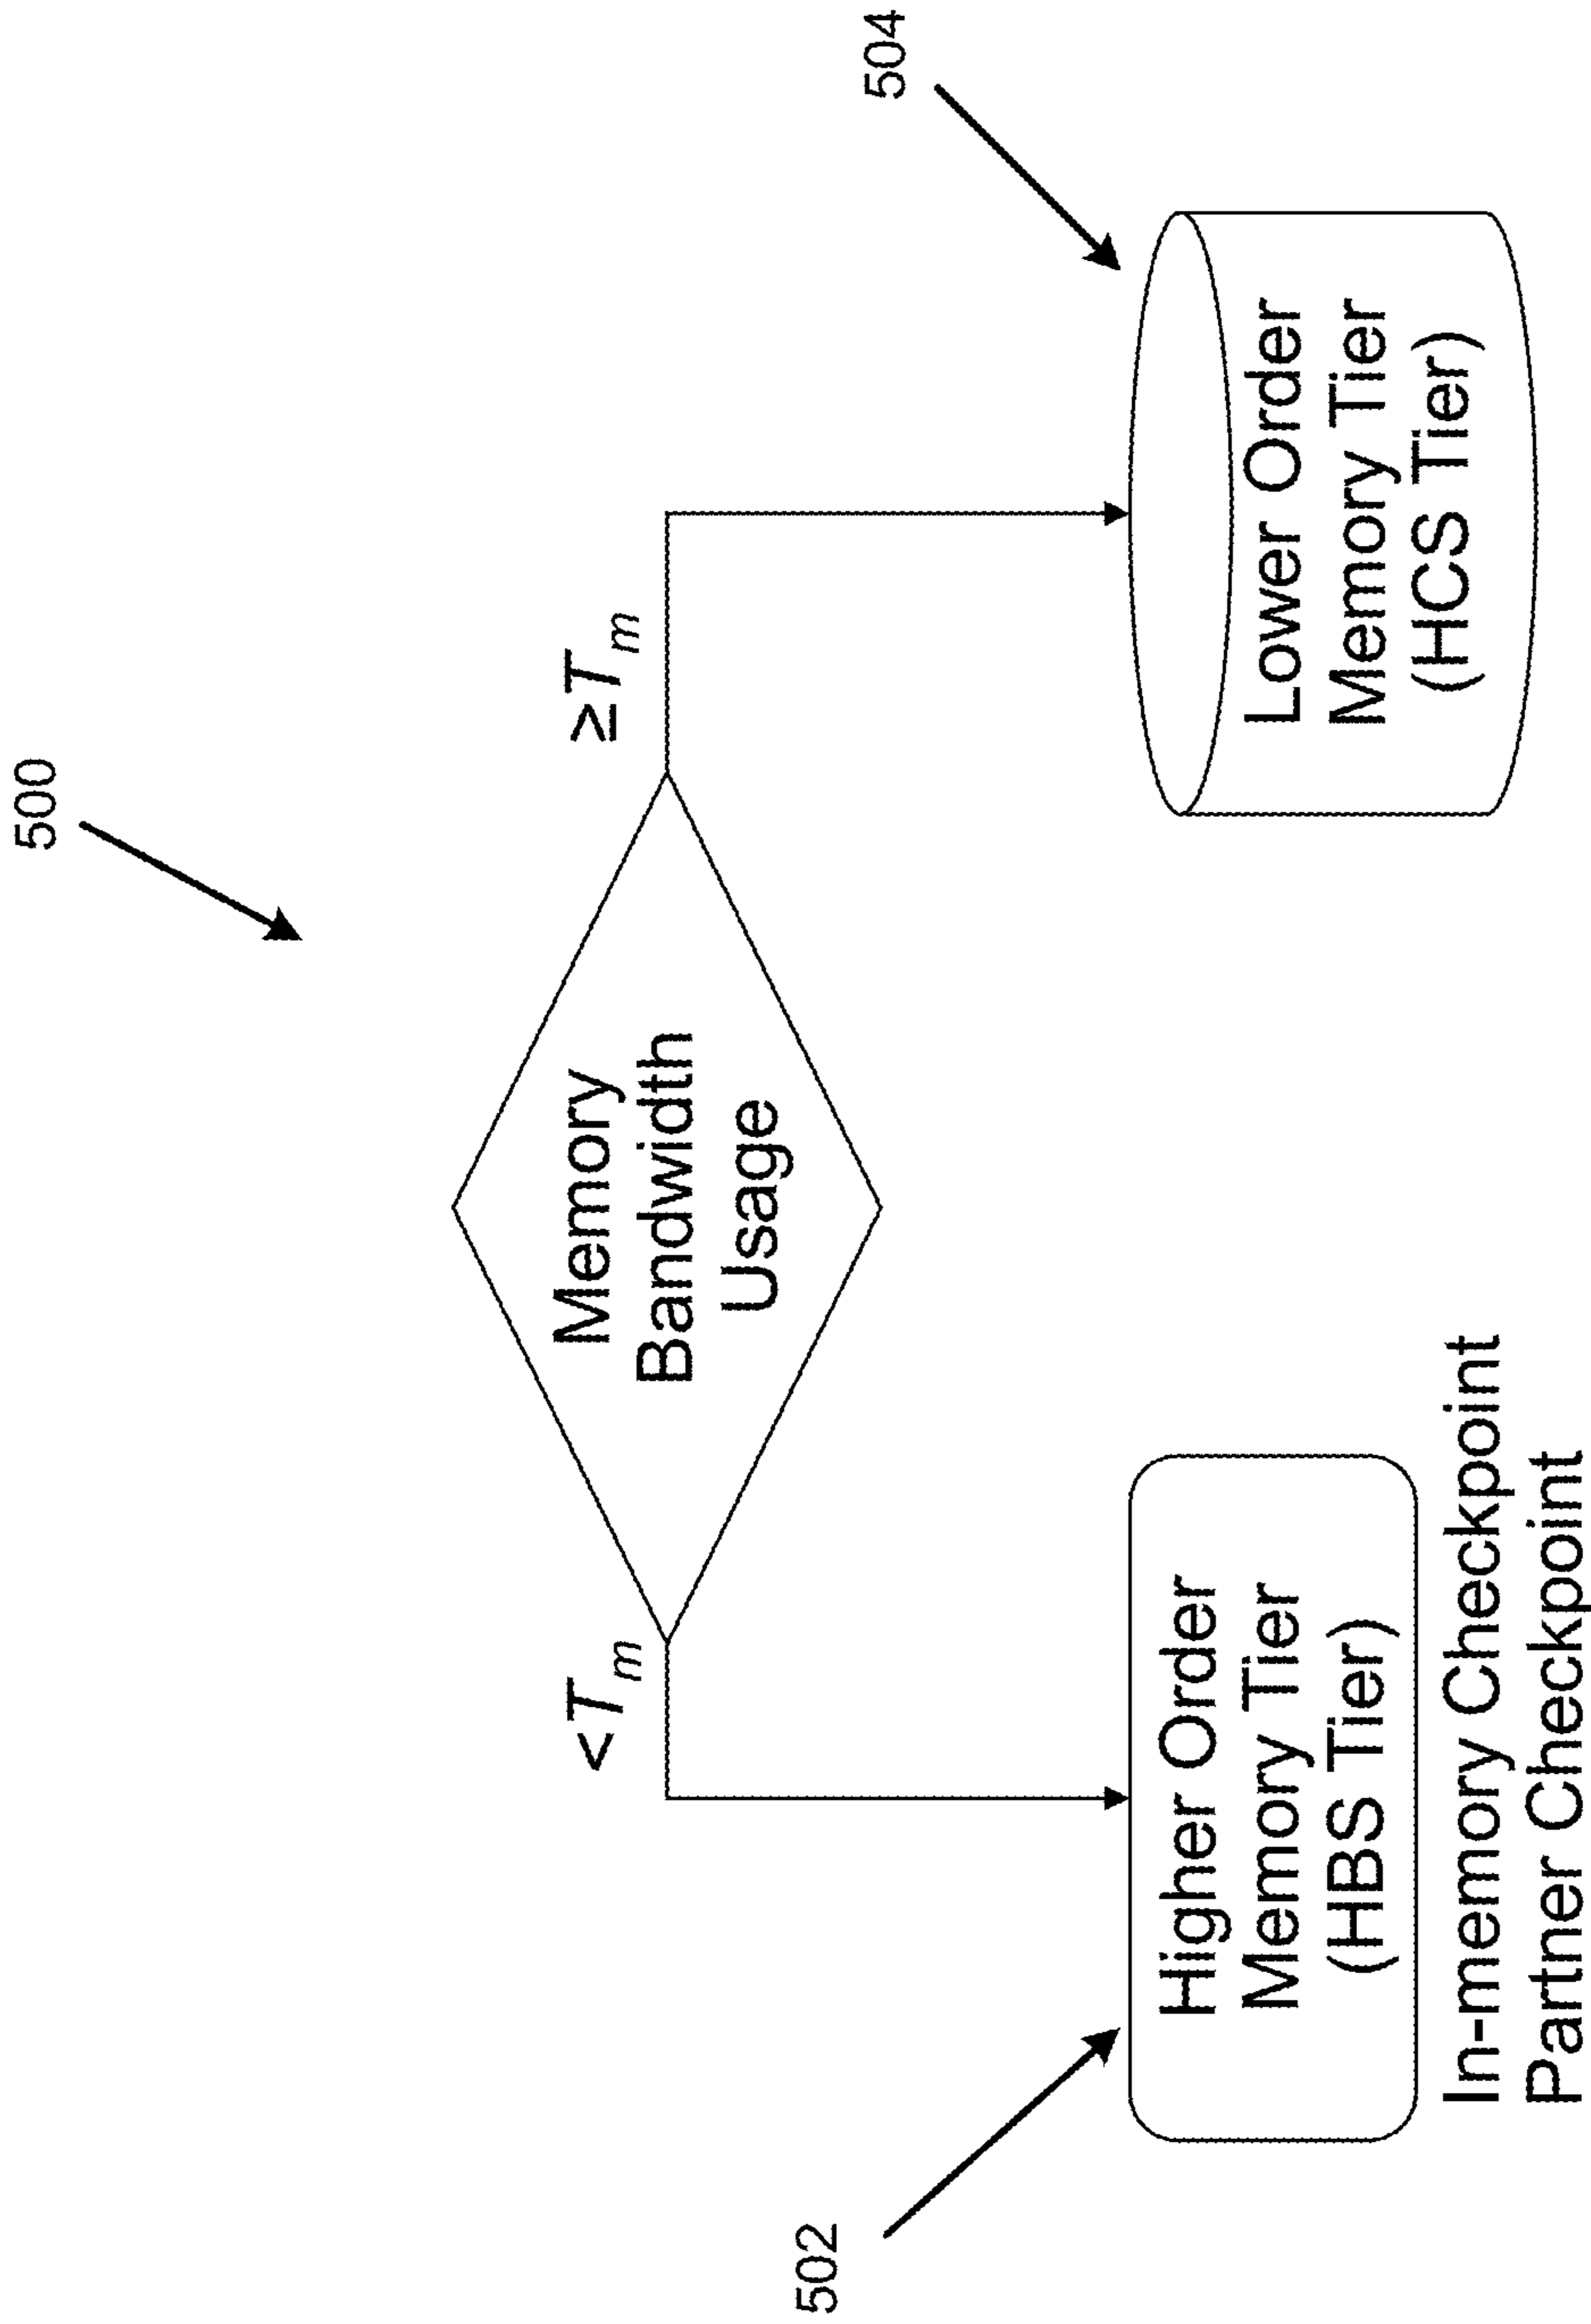 500
Memory
Bandwidth
Usage
<Tm
≥Tm
502
Higher Order
Memory Tier
(HBS Tier)
In-memory Checkpoint
Partner Checkpoint
504
Lower Order
Memory Tier
(HCS Tier)